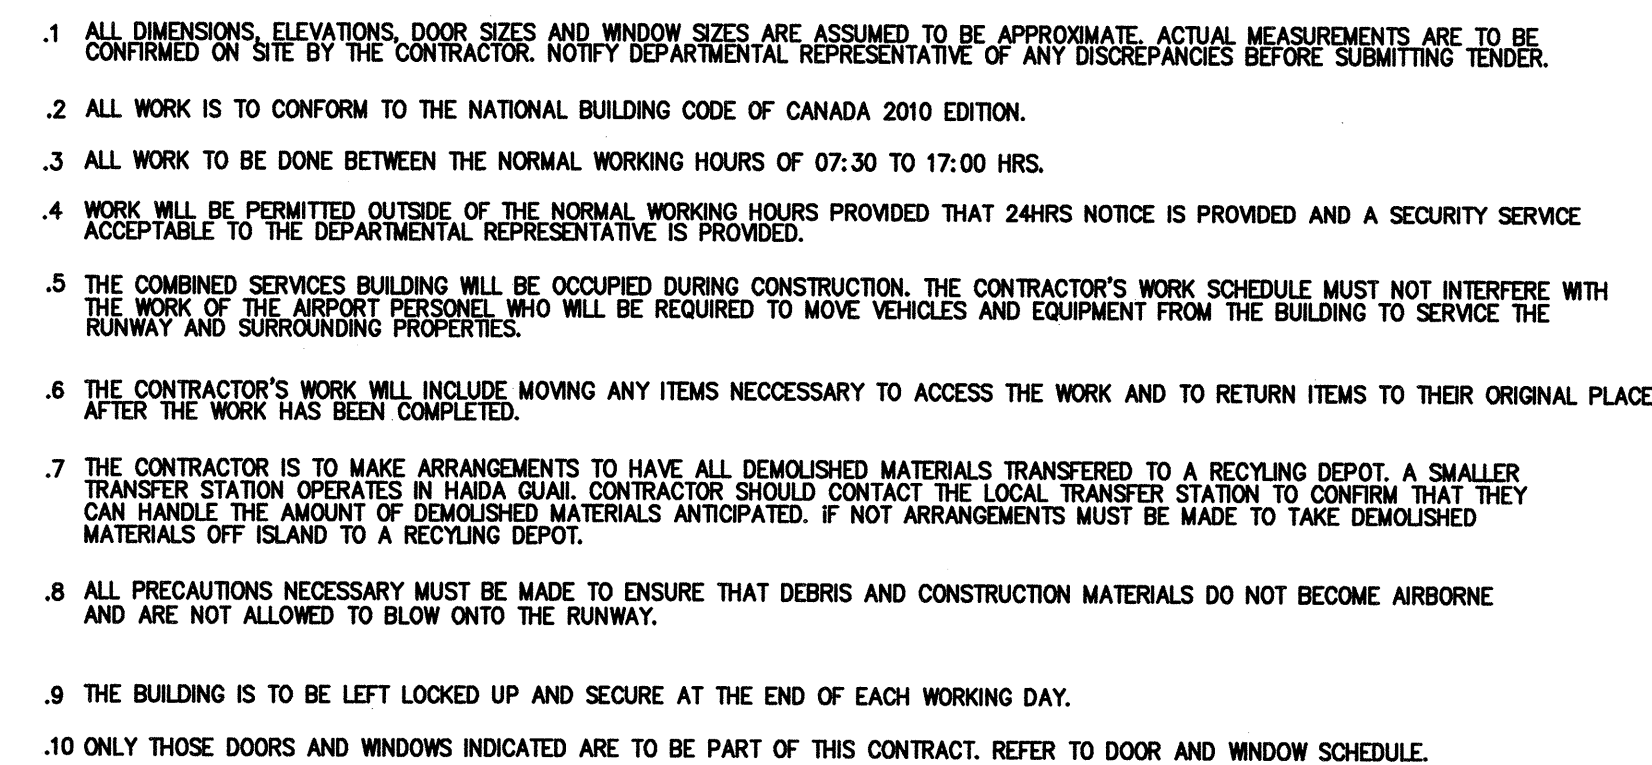 .1 ALL DIMENSIONS, ELEVATIONS, DOOR SIZES AND WINDOW SIZES ARE ASSUMED TO BE APPROXIMATE. ACTUAL MEASUREMENTS ARE TO BE
CONFIRMED ON SITE BY THE CONTRACTOR. NOTIFY DEPARTMENTAL REPRESENTATIVE OF ANY DISCREPANCIES BEFORE SUBMITTING TENDER.
.2 ALL WORK IS TO CONFORM TO THE NATIONAL BUILDING CODE OF CANADA 2010 EDITION.
.3 ALL WORK TO BE DONE BETWEEN THE NORMAL WORKING HOURS OF 07:30 TO 17:00 HRS.
.4 WORK WILL BE PERMITTED OUTSIDE OF THE NORMAL WORKING HOURS PROVIDED THAT 24HRS NOTICE IS PROVIDED AND A SECURITY SERVICE
ACCEPTABLE TO THE DEPARTMENTAL REPRESENTATIVE IS PROVIDED.
.5 THE COMBINED SERVICES BUILDING WILL BE OCCUPIED DURING CONSTRUCTION. THE CONTRACTOR'S WORK SCHEDULE MUST NOT INTERFERE WITH
THE WORK OF THE AIRPORT PERSONEL WHO WILL BE REQUIRED TO MOVE VEHICLES AND EQUIPMENT FROM THE BUILDING TO SERVICE THE
RUNWAY AND SURROUNDING PROPERTIES.
.6 THE CONTRACTOR'S WORK WILL INCLUDE MOVING ANY ITEMS NECCESSARY TO ACCESS THE WORK AND TO RETURN ITEMS TO THEIR ORIGINAL PLACE
AFTER THE WORK HAS BEEN COMPLETED.
.7 THE CONTRACTOR IS TO MAKE ARRANGEMENTS TO HAVE ALL DEMOLISHED MATERIALS TRANSFERED TO A RECYLING DEPOT. A SMALLER
TRANSFER STATION OPERATES IN HAIDA GUAII. CONTRACTOR SHOULD CONTACT THE LOCAL TRANSFER STATION TO CONFIRM THAT THEY
CAN HANDLE THE AMOUNT OF DEMOLISHED MATERIALS ANTICIPATED. iF NOT ARRANGEMENTS MUST BE MADE TO TAKE DEMOLISHED
MATERIALS OFF ISLAND TO A RECYLING DEPOT.
.8 ALL PRECAUTIONS NECESSARY MUST BE MADE TO ENSURE THAT DEBRIS AND CONSTRUCTION MATERIALS DO NOT BECOME AIRBORNE
AND ARE NOT ALLOWED TO BLOW ONTO THE RUNWAY.
.9 THE BUILDING IS TO BE LEFT LOCKED UP AND SECURE AT THE END OF EACH WORKING DAY.
.10 ONLY THOSE DOORS AND WINDOWS INDICATED ARE TO BE PART OF THIS CONTRACT. REFER TO DOOR AND WINDOW SCHEDULE.